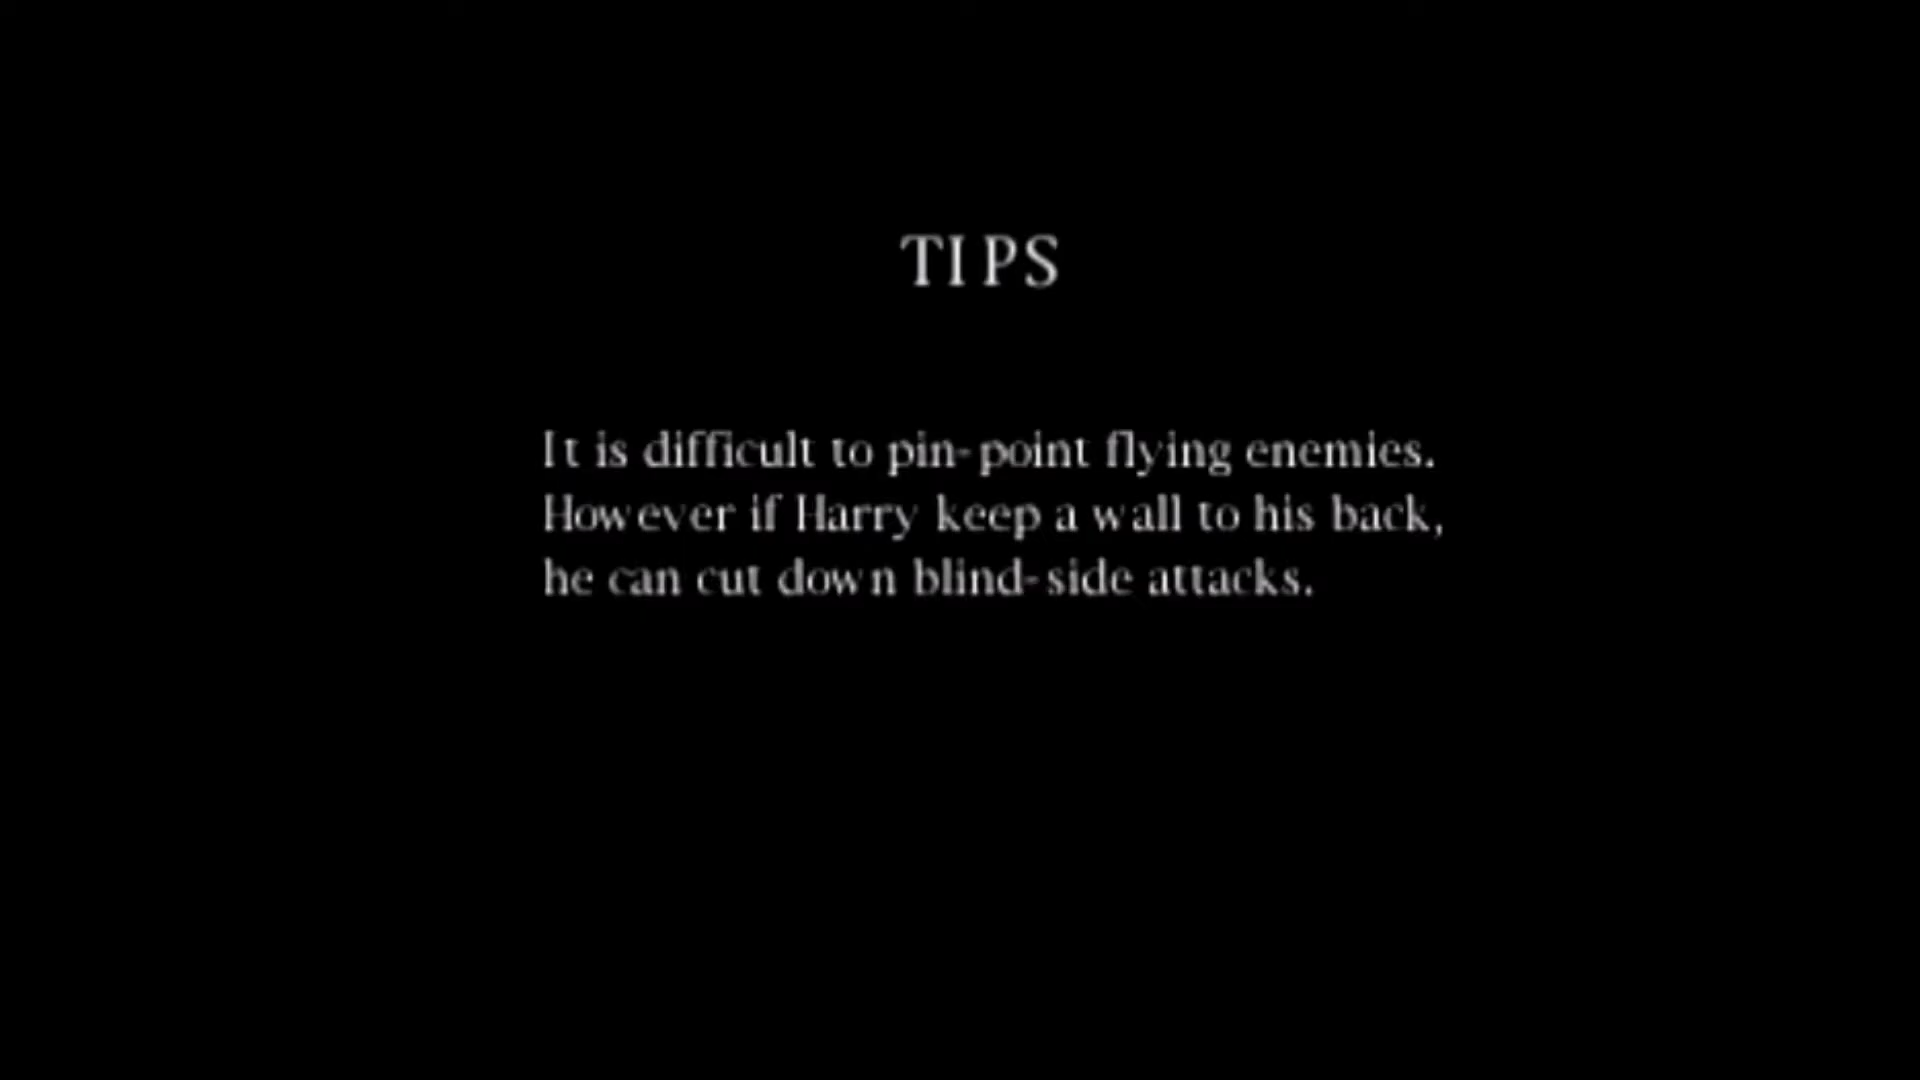 TIPS
It is difficult to pin-point flying enemies.
However if Harry keep a wall to his back,
he can cut down blind-side attacks.